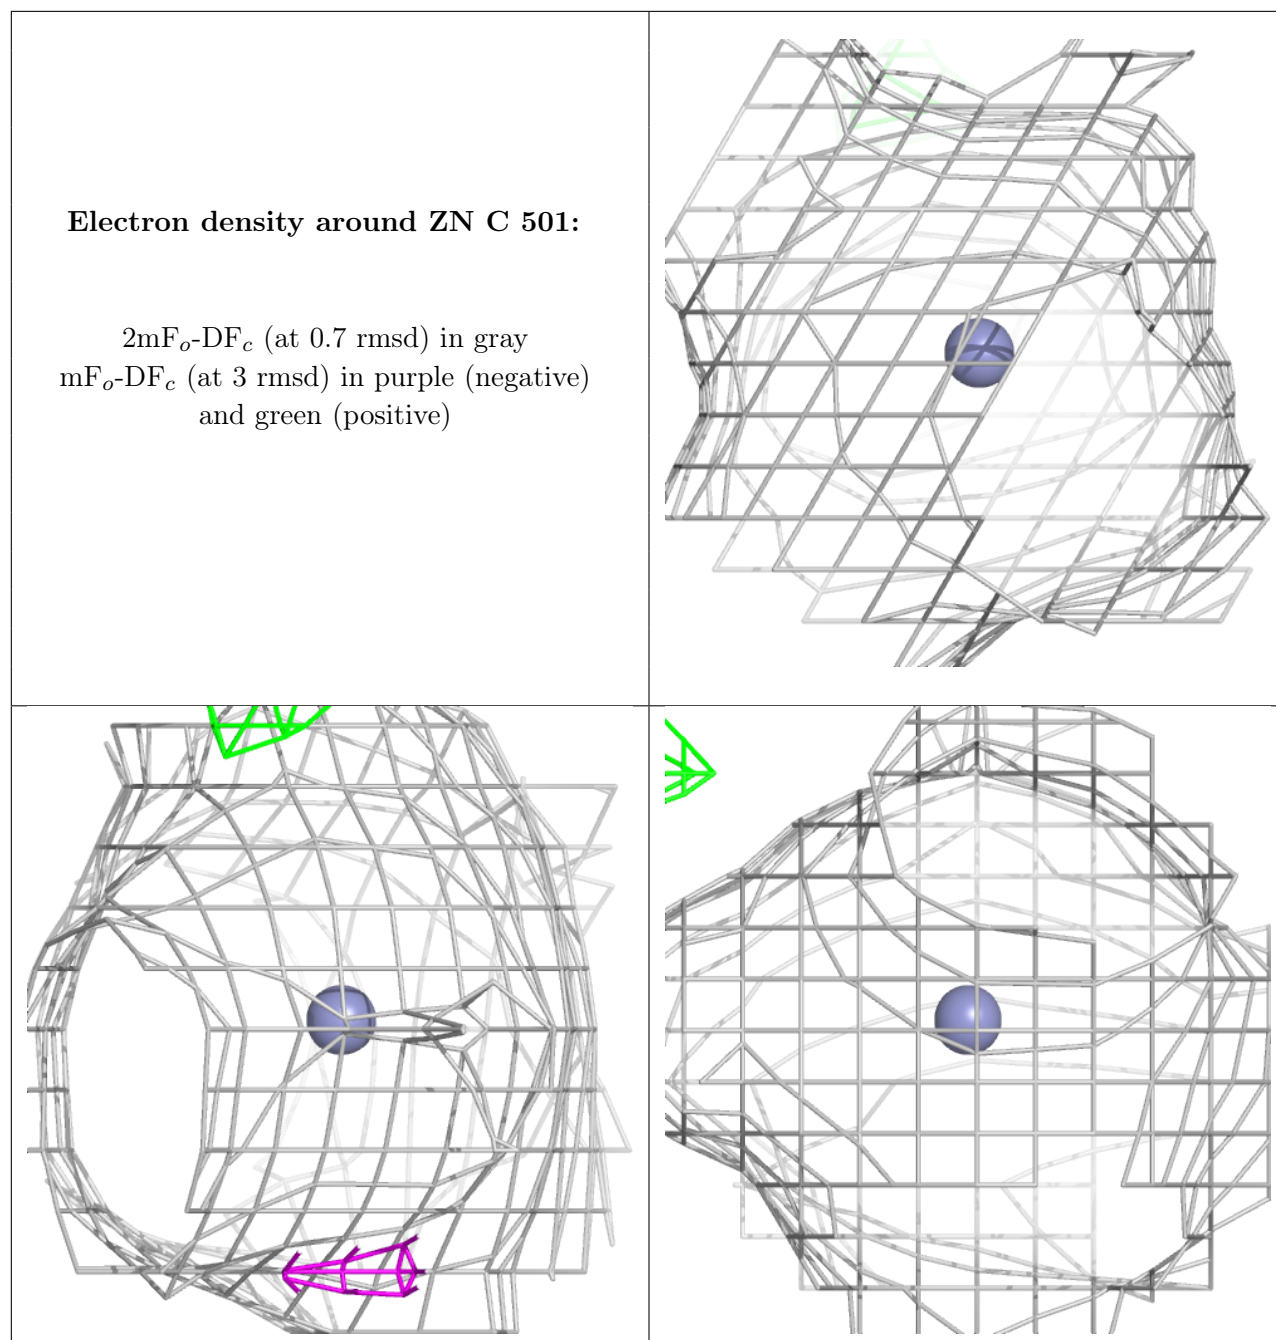 Electron density around ZN C 501:
2mFo-DFc (at 0.7 rmsd) in gray
mFo-DFc (at 3 rmsd) in purple (negative)
and green (positive)